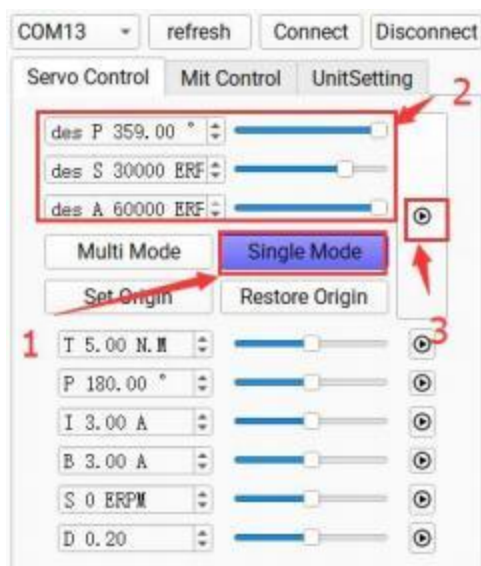 COM13 refresh Connect Disconnect
Servo Control Mit Control UnitSetting
2
des P 359.00 °
des S 30000 ERF
des A 60000 ERF
Multi Mode Single Mode
Set Origin Restore Origin
1 3
T 5.00 N.M
P 180.00 °
I 3.00 A
B 3.00 A
S 0 ERPM
D 0.20